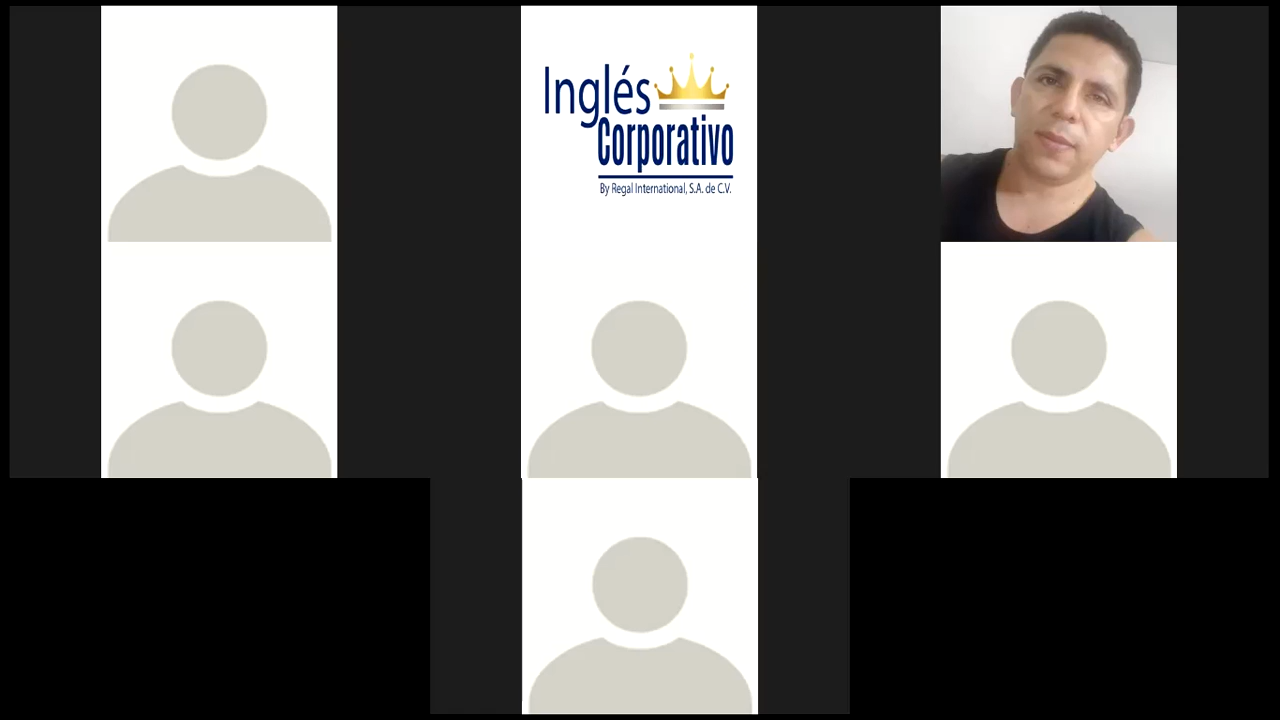 Inglés
Corporativo
By Regal International, S.A. de C.V.